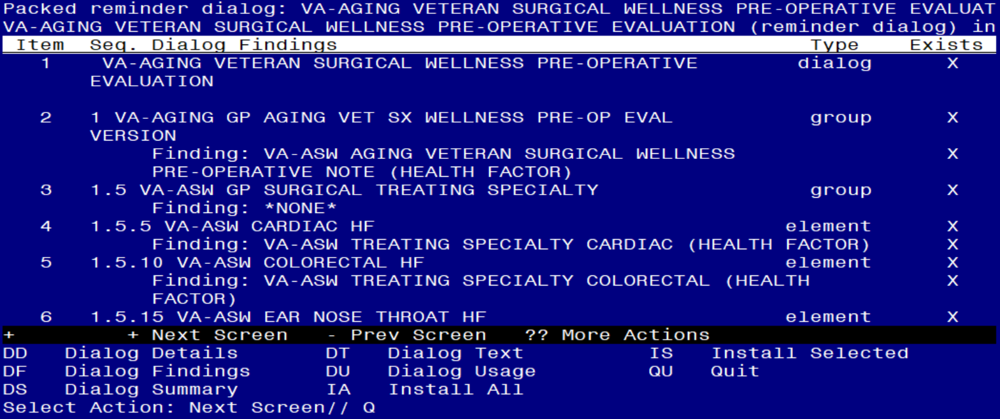 Packed reminder dialog: VA-AGING VETERAN SURGICAL WELLNESS PRE-OPERATIVE EVALUAT
VA-AGING VETERAN SURGICAL WELLNESS PRE-OPERATIVE EVALUATION (reminder dialog) in
Item Seq. Dialog Findings Type Exists
1 VA-AGING VETERAN SURGICAL WELLNESS PRE-OPERATIVE dialog X
EVALUATION
2 1 VA-AGING GP AGING VET SX WELLNESS PRE-OP EVAL group X
VERSION
Finding: VA-ASW AGING VETERAN SURGICAL WELLNESS X
PRE-OPERATIVE NOTE (HEALTH FACTOR)
3 1.5 VA-ASW GP SURGICAL TREATING SPECIALTY group X
Finding: *NONE*
4 1.5.5 VA-ASW CARDIAC HF element X
Finding: VA-ASW TREATING SPECIALTY CARDIAC (HEALTH FACTOR) X
5 1.5.10 VA-ASW COLORECTAL HF element X
Finding: VA-ASW TREATING SPECIALTY COLORECTAL (HEALTH X
FACTOR)
6 1.5.15 VA-ASW EAR NOSE THROAT HF element X
+ + Next Screen - Prev Screen ?? More Actions
DD Dialog Details DT Dialog Text IS Install Selected
DF Dialog Findings DU Dialog Usage QU Quit
DS Dialog Summary IA Install All
Select Action: Next Screen// Q